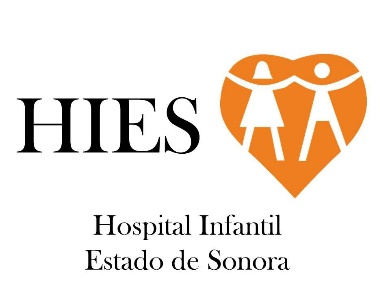 HIES
Hospital Infantil
Estado de Sonora